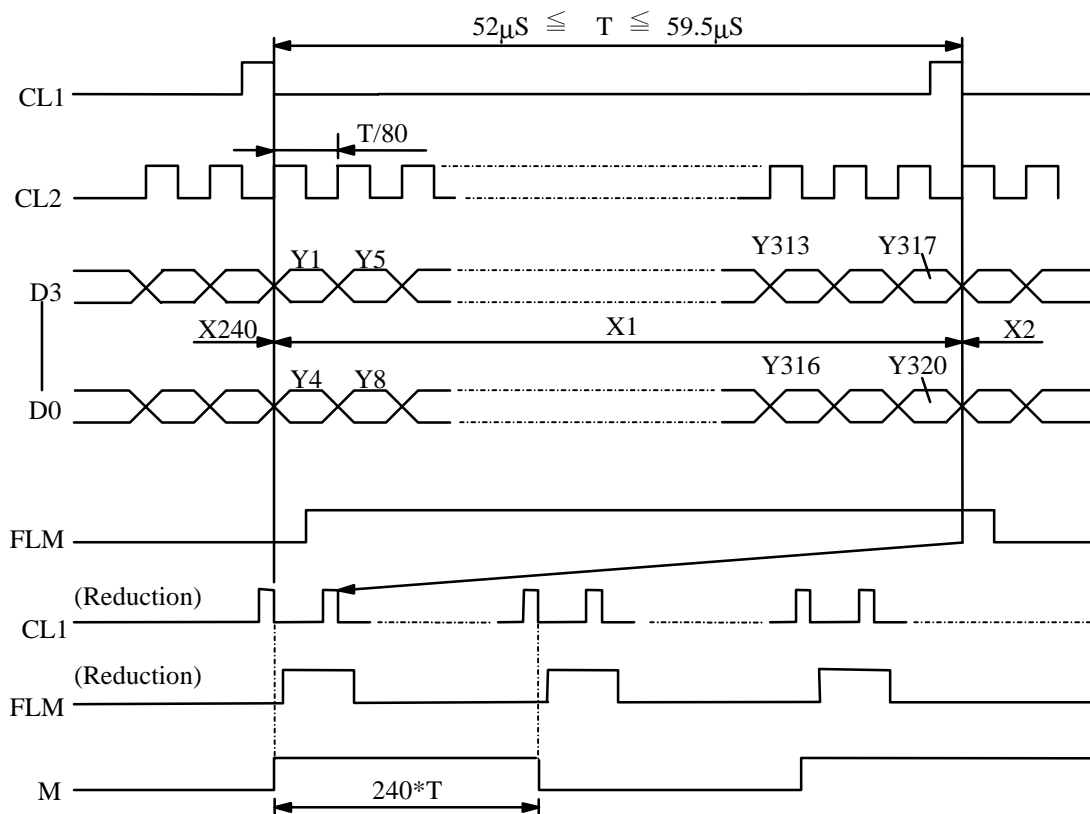 52μS ≦ T ≦ 59.5μS
CL1
T/80
CL2
Y1 Y5 Y313 Y317
D3
X240 X1 X2
Y4 Y8 Y316 Y320
D0
FLM
(Reduction)
CL1
(Reduction)
FLM
M
240*T